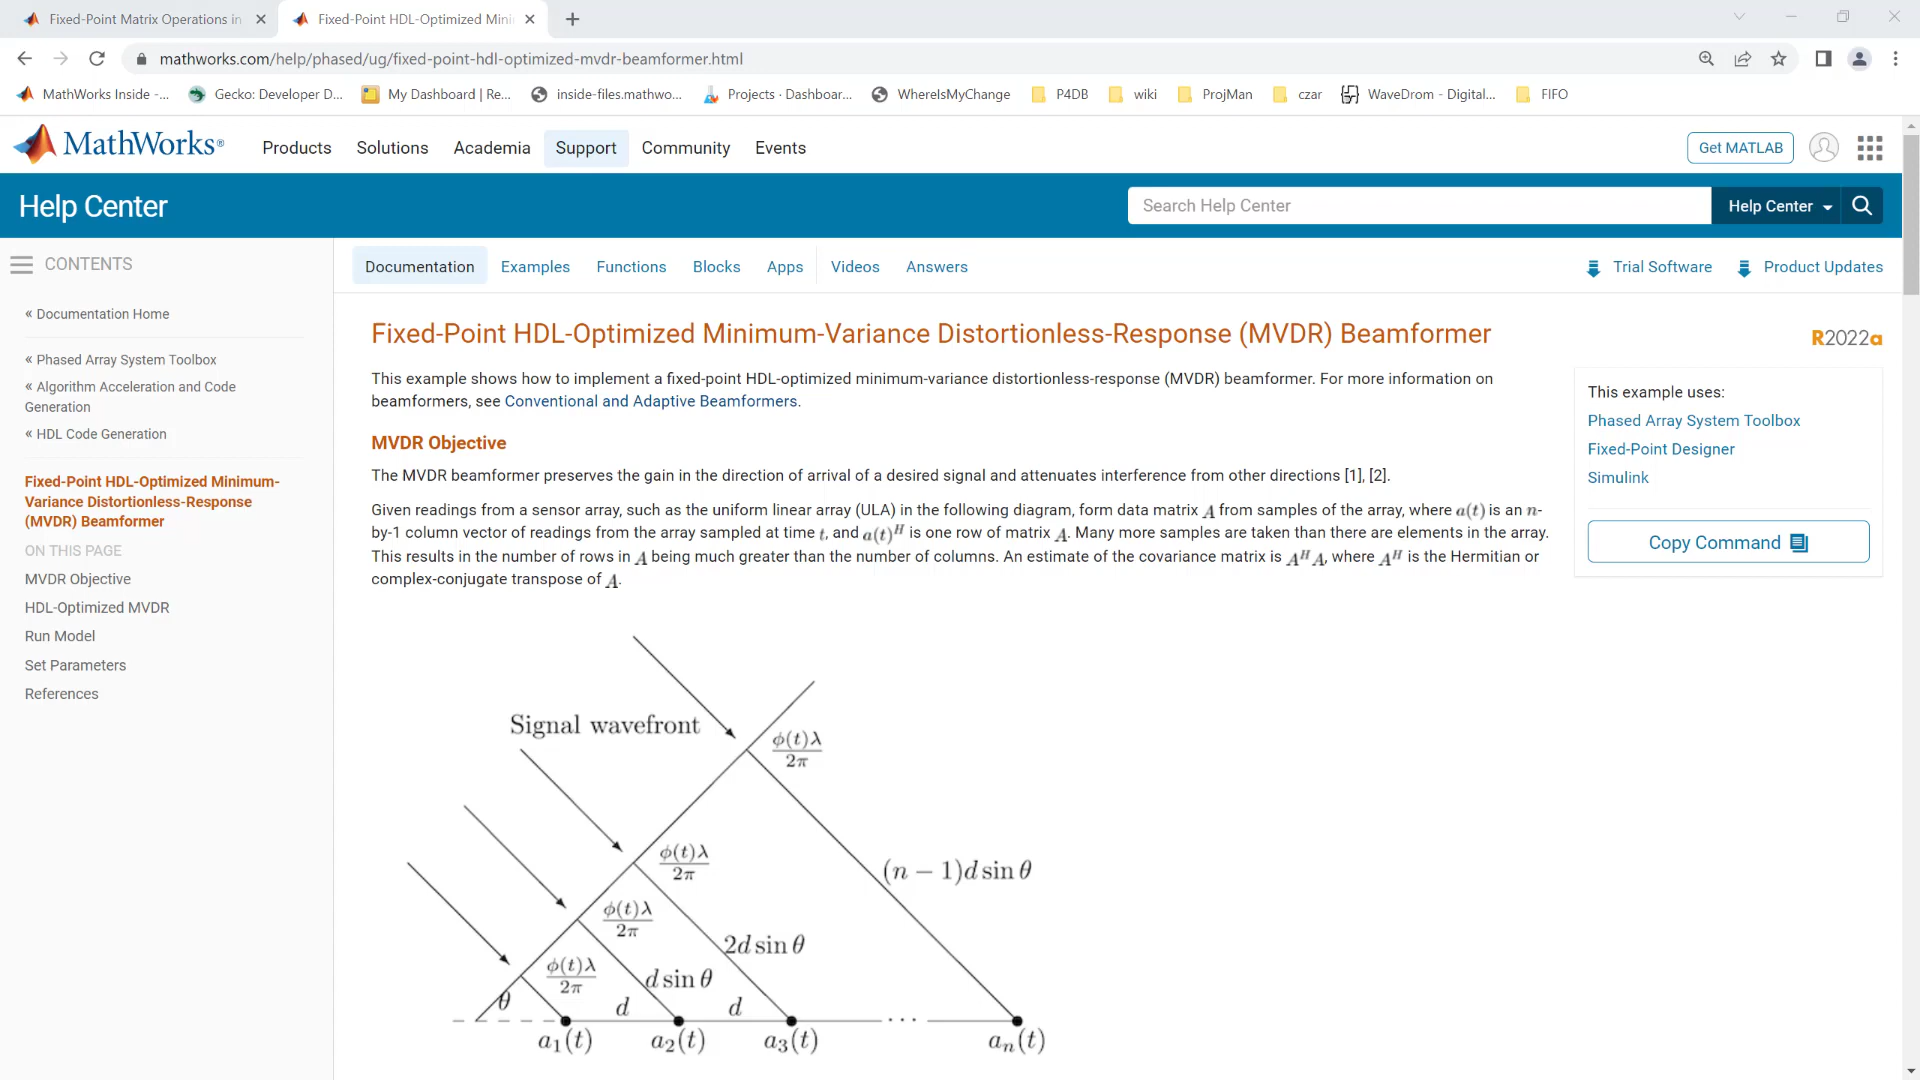 Fixed-Point Matrix Operations in
Fixed-Point HDL-Optimized Mini
mathworks.com/help/phased/ug/fixed-point-hdl-optimized-mvdr-beamformer.html
MathWorks Inside -...
Gecko: Developer D...
My Dashboard | Re...
inside-files.mathwo...
Projects · Dashboar...
WhereIsMyChange
P4DB
wiki
ProjMan
czar
WaveDrom - Digital...
FIFO
MathWorks®
Products
Solutions
Academia
Support
Community
Events
Get MATLAB
Help Center
Search Help Center
Help Center
CONTENTS
« Documentation Home
« Phased Array System Toolbox
« Algorithm Acceleration and Code
Generation
« HDL Code Generation
Fixed-Point HDL-Optimized Minimum-
Variance Distortionless-Response
(MVDR) Beamformer
ON THIS PAGE
MVDR Objective
HDL-Optimized MVDR
Run Model
Set Parameters
References
Documentation
Examples
Functions
Blocks
Apps
Videos
Answers
Trial Software
Product Updates
Fixed-Point HDL-Optimized Minimum-Variance Distortionless-Response (MVDR) Beamformer
R2022a
This example shows how to implement a fixed-point HDL-optimized minimum-variance distortionless-response (MVDR) beamformer. For more information on
beamformers, see Conventional and Adaptive Beamformers.
MVDR Objective
The MVDR beamformer preserves the gain in the direction of arrival of a desired signal and attenuates interference from other directions [1], [2].
Given readings from a sensor array, such as the uniform linear array (ULA) in the following diagram, form data matrix A from samples of the array, where a(t) is an n-
by-1 column vector of readings from the array sampled at time t, and a(t)^H is one row of matrix A. Many more samples are taken than there are elements in the array.
This results in the number of rows in A being much greater than the number of columns. An estimate of the covariance matrix is A^H A, where A^H is the Hermitian or
complex-conjugate transpose of A.
This example uses:
Phased Array System Toolbox
Fixed-Point Designer
Simulink
Copy Command
Signal wavefront
ϕ(t)λ
2π
ϕ(t)λ
2π
(n − 1)d sin θ
ϕ(t)λ
2π
2d sin θ
ϕ(t)λ
2π
d sin θ
θ
d
d
...
a₁(t)
a₂(t)
a₃(t)
aₙ(t)